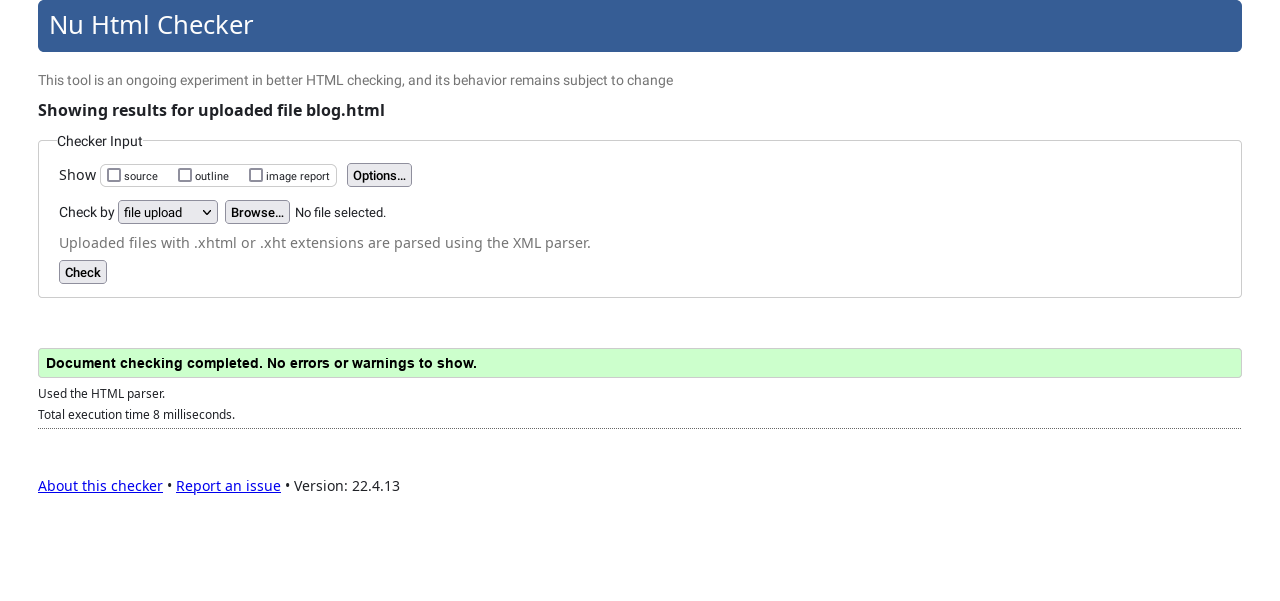 Nu Html Checker
This tool is an ongoing experiment in better HTML checking, and its behavior remains subject to change
Showing results for uploaded file blog.html
Checker Input
Show source outline image report Options...
Check by file upload Browse... No file selected.
Uploaded files with .xhtml or .xht extensions are parsed using the XML parser.
Check
Document checking completed. No errors or warnings to show.
Used the HTML parser.
Total execution time 8 milliseconds.
About this checker • Report an issue • Version: 22.4.13